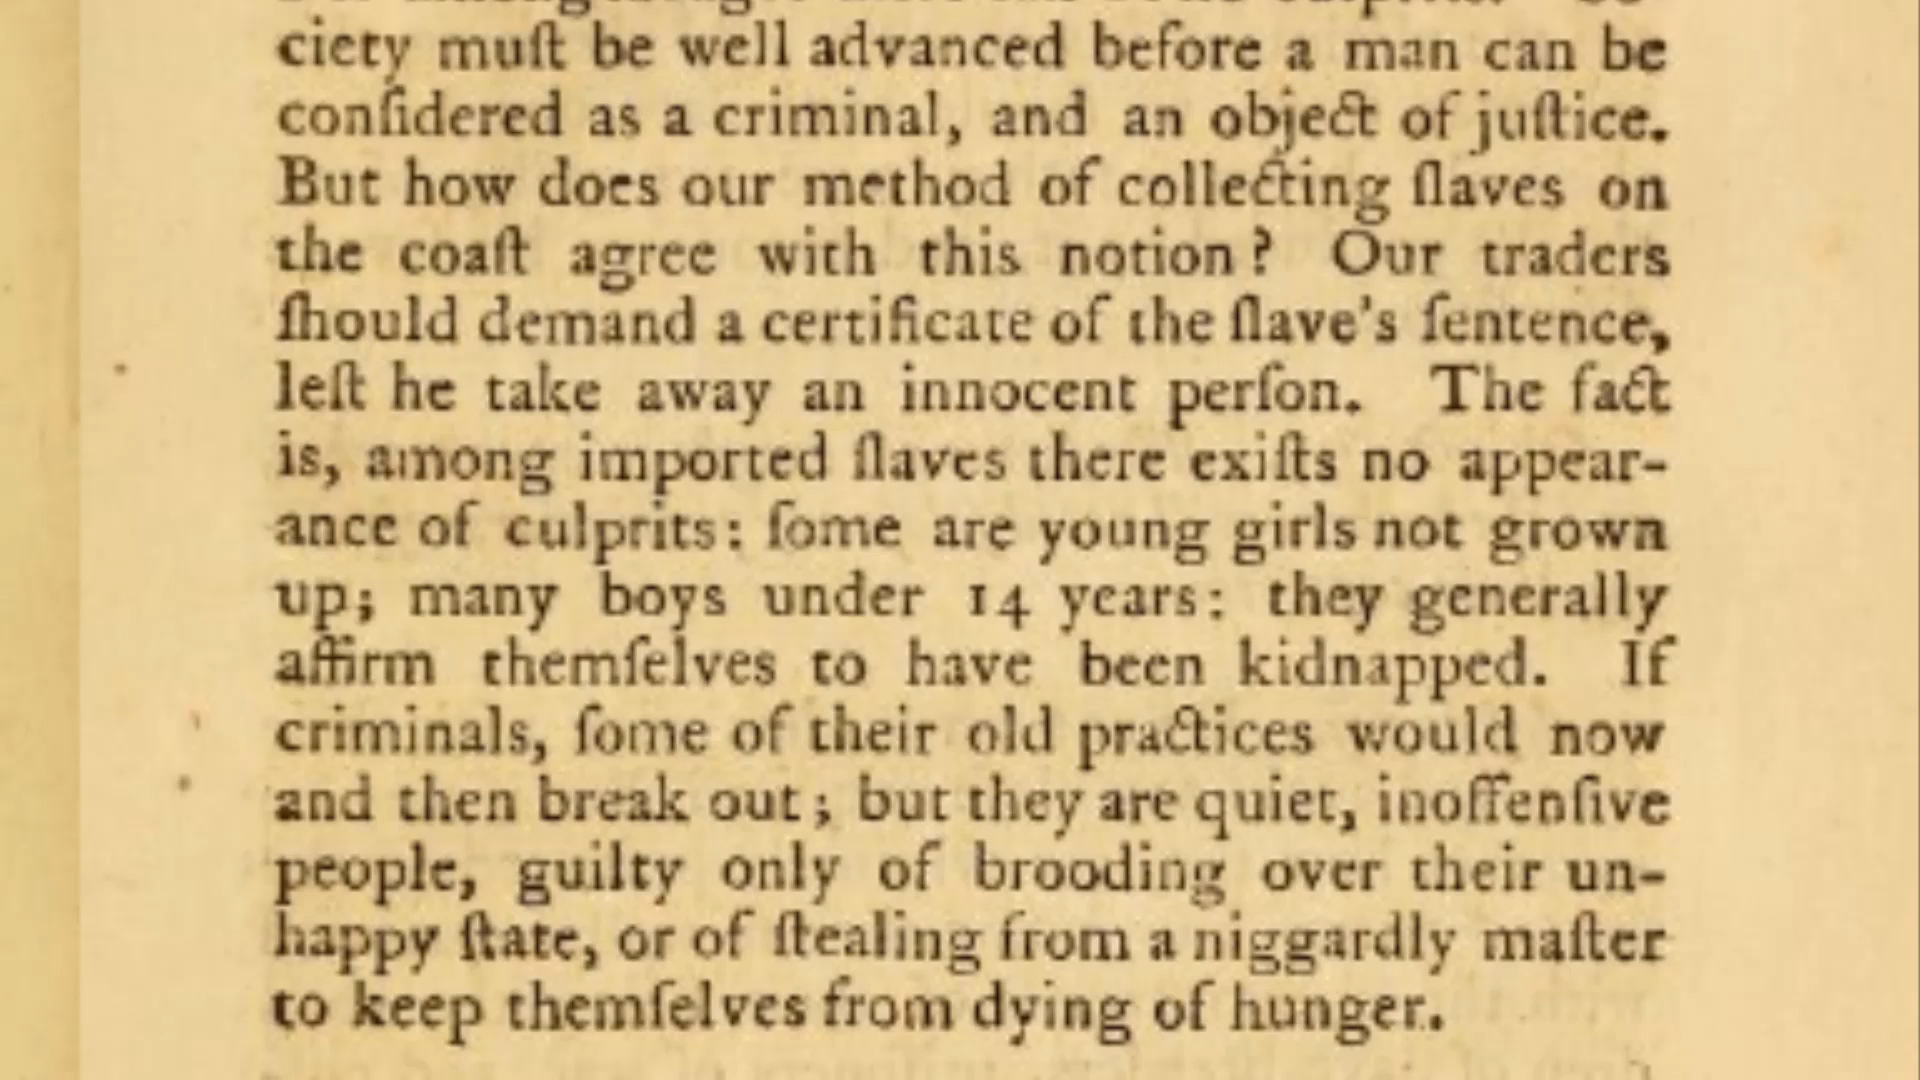 ciety muſt be well advanced before a man can be
conſidered as a criminal, and an object of juſtice.
But how does our method of collecting ſlaves on
the coaſt agree with this notion? Our traders
ſhould demand a certificate of the ſlave's ſentence,
leſt he take away an innocent perſon. The fact
is, among imported ſlaves there exiſts no appear-
ance of culprits: ſome are young girls not grown
up; many boys under 14 years: they generally
affirm themſelves to have been kidnapped. If
criminals, ſome of their old practices would now
and then break out; but they are quiet, inoffenſive
people, guilty only of brooding over their un-
happy ſtate, or of ſtealing from a niggardly maſter
to keep themſelves from dying of hunger.